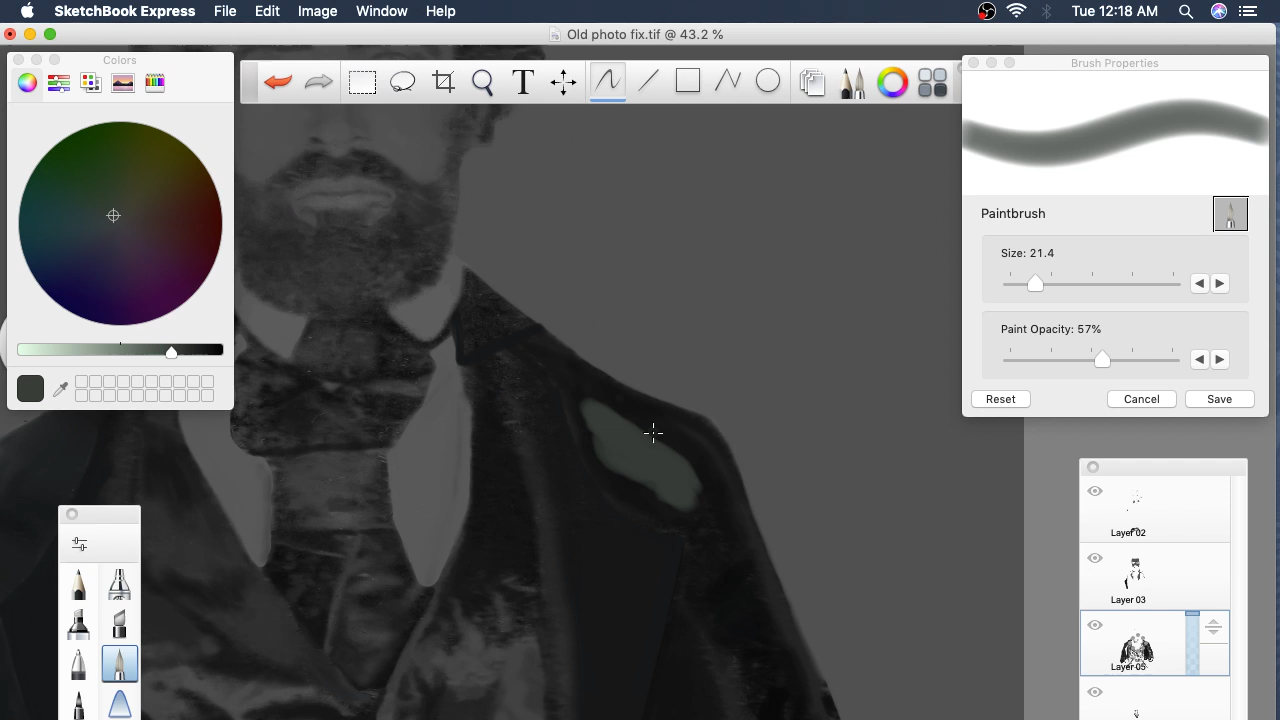 SketchBook Express File Edit Image Window Help Tue 12:18 AM
Old photo fix.tif @ 43.2 %
Colors
T
Brush Properties
Paintbrush
Size: 21.4
Paint Opacity: 57%
Reset Cancel Save
Layer 02
Layer 03
Layer 05